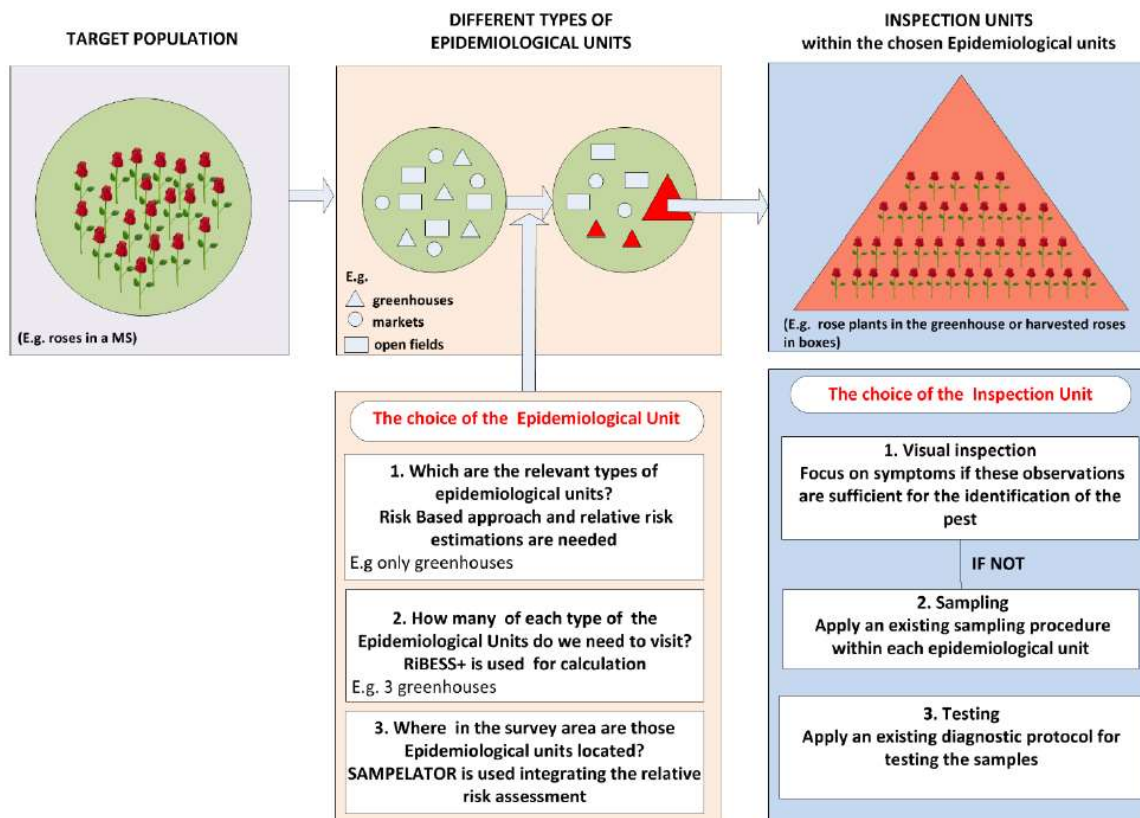 TARGET POPULATION
(E.g. roses in a MS)
DIFFERENT TYPES OF
EPIDEMIOLOGICAL UNITS
E.g.
greenhouses
markets
open fields
INSPECTION UNITS
within the chosen Epidemiological units
(E.g. rose plants in the greenhouse or harvested roses
in boxes)
The choice of the Epidemiological Unit
1. Which are the relevant types of
epidemiological units?
Risk Based approach and relative risk
estimations are needed
E.g only greenhouses
2. How many of each type of the
Epidemiological Units do we need to visit?
RiBESS+ is used for calculation
E.g. 3 greenhouses
3. Where in the survey area are those
Epidemiological units located?
SAMPELATOR is used integrating the relative
risk assessment
The choice of the Inspection Unit
1. Visual inspection
Focus on symptoms if these observations
are sufficient for the identification of the
pest
IF NOT
2. Sampling
Apply an existing sampling procedure
within each epidemiological unit
3. Testing
Apply an existing diagnostic protocol for
testing the samples